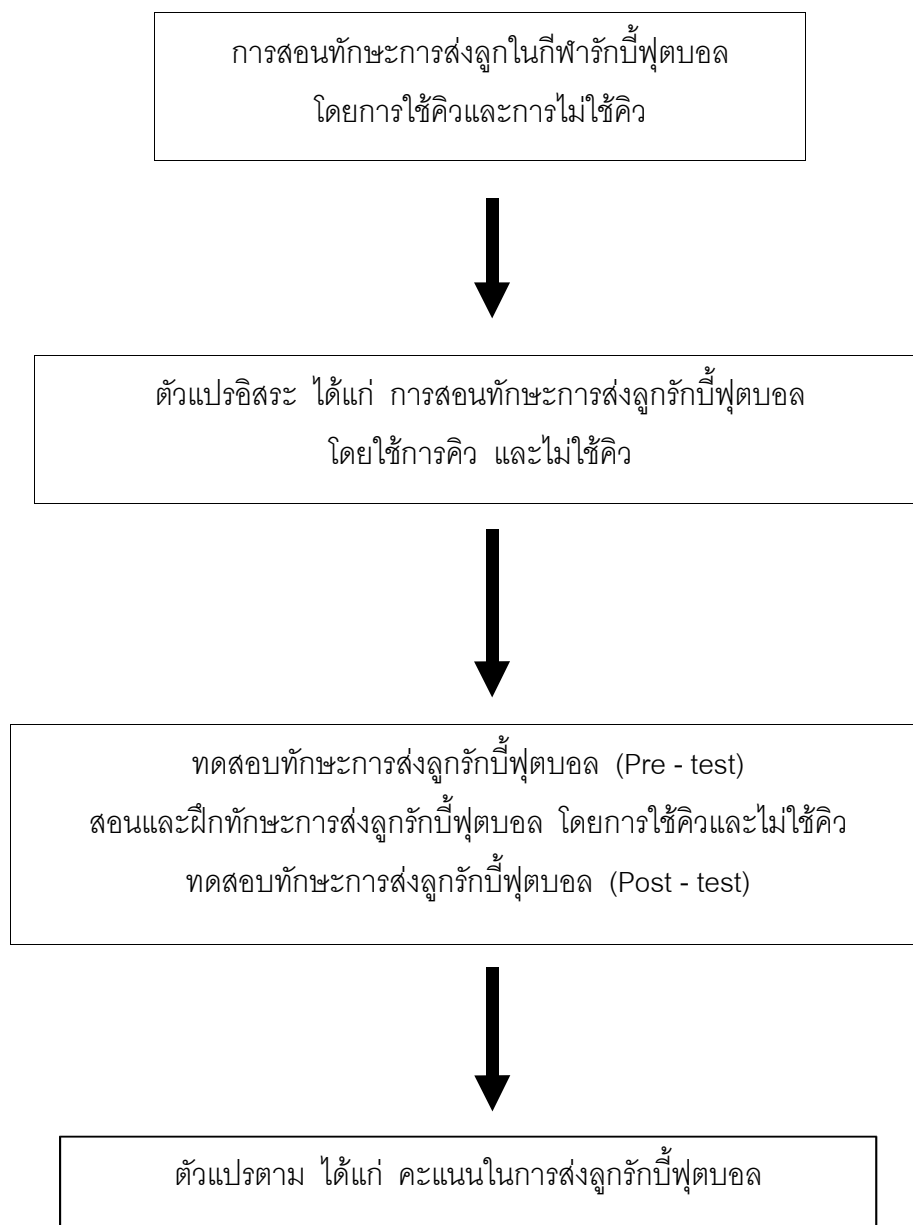 การสอนทักษะการส่งลูกในกีฬารักบี้ฟุตบอล
โดยการใช้คิวและการไม่ใช้คิว
ตัวแปรอิสระ ได้แก่ การสอนทักษะการส่งลูกรักบี้ฟุตบอล
โดยใช้การคิว และไม่ใช้คิว
ทดสอบทักษะการส่งลูกรักบี้ฟุตบอล (Pre - test)
สอนและฝึกทักษะการส่งลูกรักบี้ฟุตบอล โดยการใช้คิวและไม่ใช้คิว
ทดสอบทักษะการส่งลูกรักบี้ฟุตบอล (Post - test)
ตัวแปรตาม ได้แก่ คะแนนในการส่งลูกรักบี้ฟุตบอล